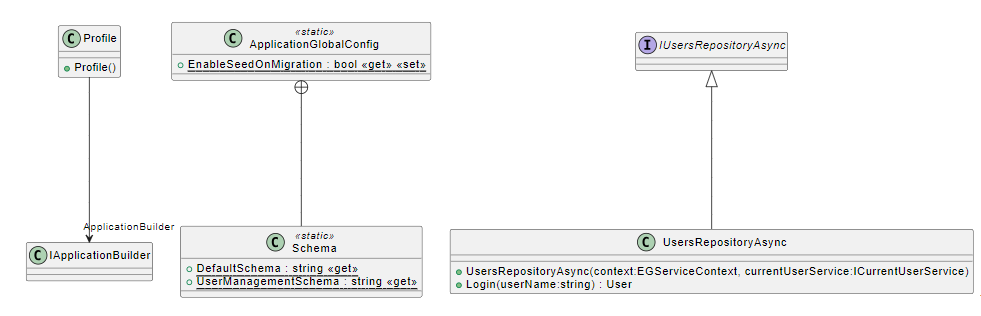 C Profile
Profile()
ApplicationBuilder
C IApplicationBuilder
«static»
C ApplicationGlobalConfig
EnableSeedOnMigration : bool «get» «set»
«static»
C Schema
DefaultSchema : string «get»
UserManagementSchema : string «get»
I IUsersRepositoryAsync
C UsersRepositoryAsync
UsersRepositoryAsync(context:EGServiceContext, currentUserService:ICurrentUserService)
Login(userName:string) : User